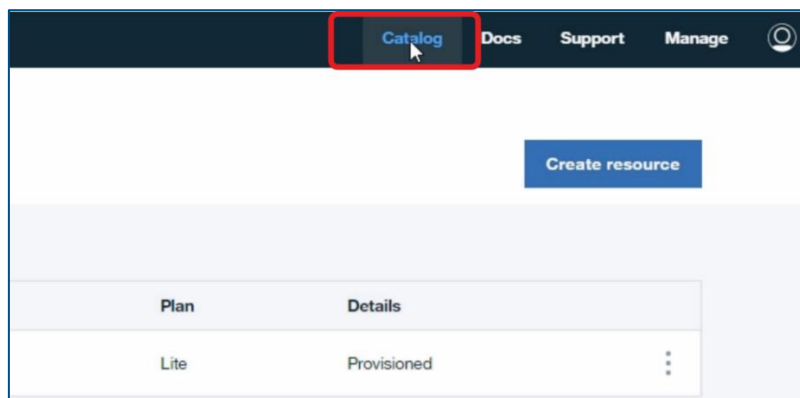 Catalog Docs Support Manage
Create resource
Plan Details
Lite Provisioned